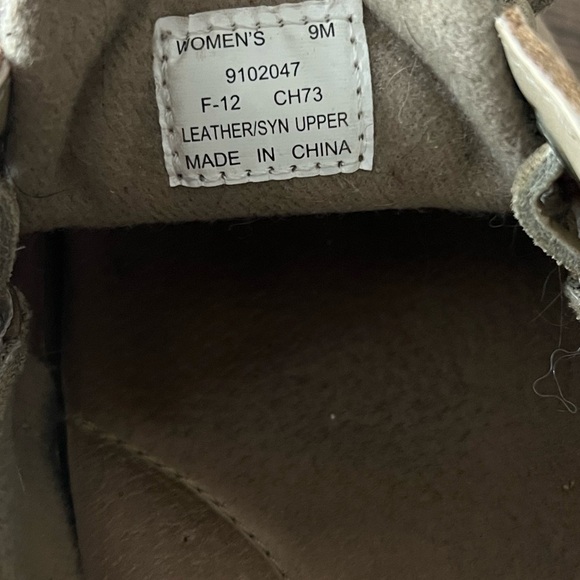 WOMEN'S 9M
9102047
F-12 CH73
LEATHER/SYN UPPER
MADE IN CHINA